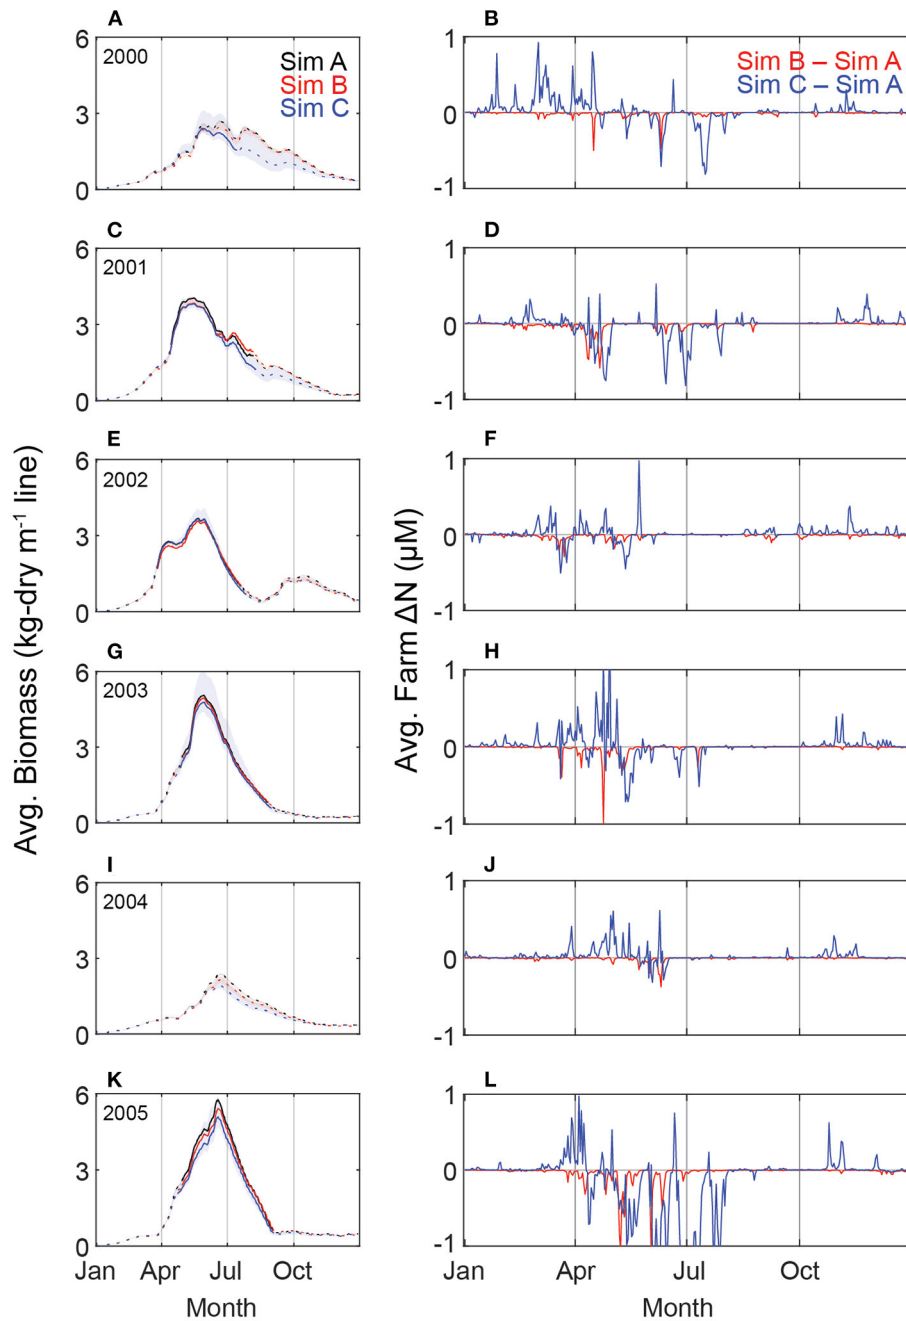 A
B
6
3
0
2000
Sim A
Sim B
Sim C
1
0
-1
Sim B – Sim A
Sim C – Sim A
C
D
6
3
0
2001
1
0
-1
E
F
6
3
0
2002
1
0
-1
G
H
6
3
0
2003
1
0
-1
I
J
6
3
0
2004
1
0
-1
K
L
6
3
0
2005
1
0
-1
Avg. Biomass (kg-dry m⁻¹ line)
Avg. Farm ΔN (μM)
Jan Apr Jul Oct
Jan Apr Jul Oct
Month
Month